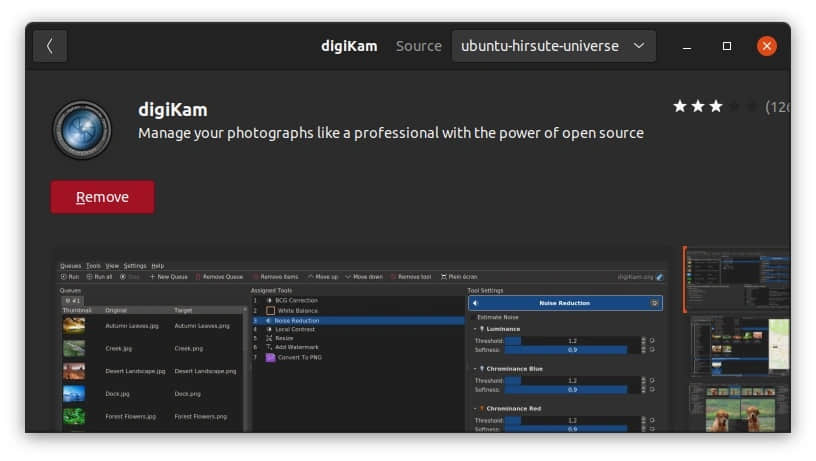 digiKam Source ubuntu-hirsute-universe
digiKam
Manage your photographs like a professional with the power of open source
Remove
Queues Tools View Settings Help
Run Run all Stop + New Queue Remove Queue Remove items Move up Move down Remove tool Plein écran digiKam.org
Queues Assigned Tools Tool Settings
#1 1 BCG Correction Noise Reduction
Thumbnail Original Target 2 White Balance
3 Noise Reduction Estimate Noise
Autumn Leaves.jpg Autumn Leaves.png 4 Local Contrast Luminance
5 Resize Threshold: 1.2
Creek.jpg Creek.png 6 Add Watermark Softness: 0.9
7 Convert To PNG
Desert Landscape.jpg Desert Landscape.png Chrominance Blue
Threshold: 1.2
Dock.jpg Dock.png Softness: 0.9
Chrominance Red
Forest Flowers.jpg Forest Flowers.png Threshold: 1.2
Softness: 0.9